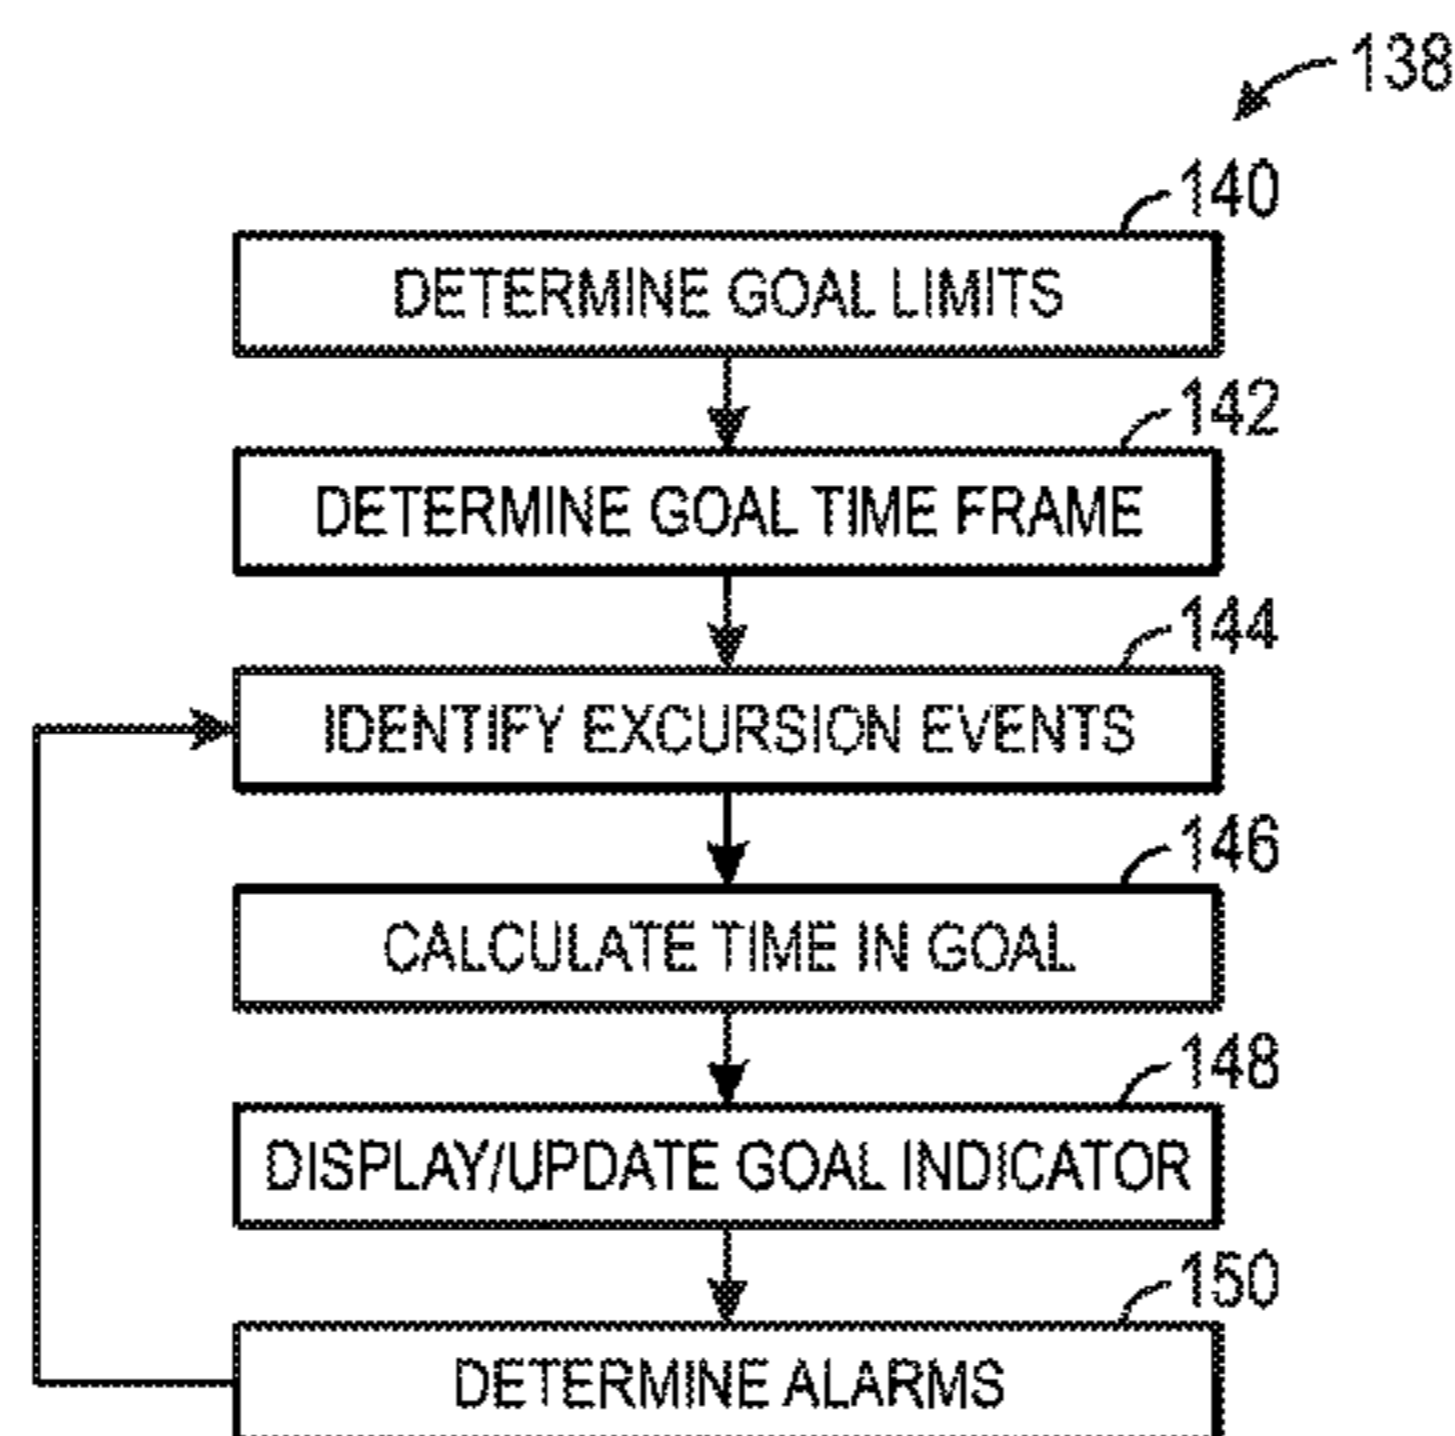 138
140
DETERMINE GOAL LIMITS
142
DETERMINE GOAL TIME FRAME
144
IDENTIFY EXCURSION EVENTS
146
CALCULATE TIME IN GOAL
148
DISPLAY/UPDATE GOAL INDICATOR
150
DETERMINE ALARMS